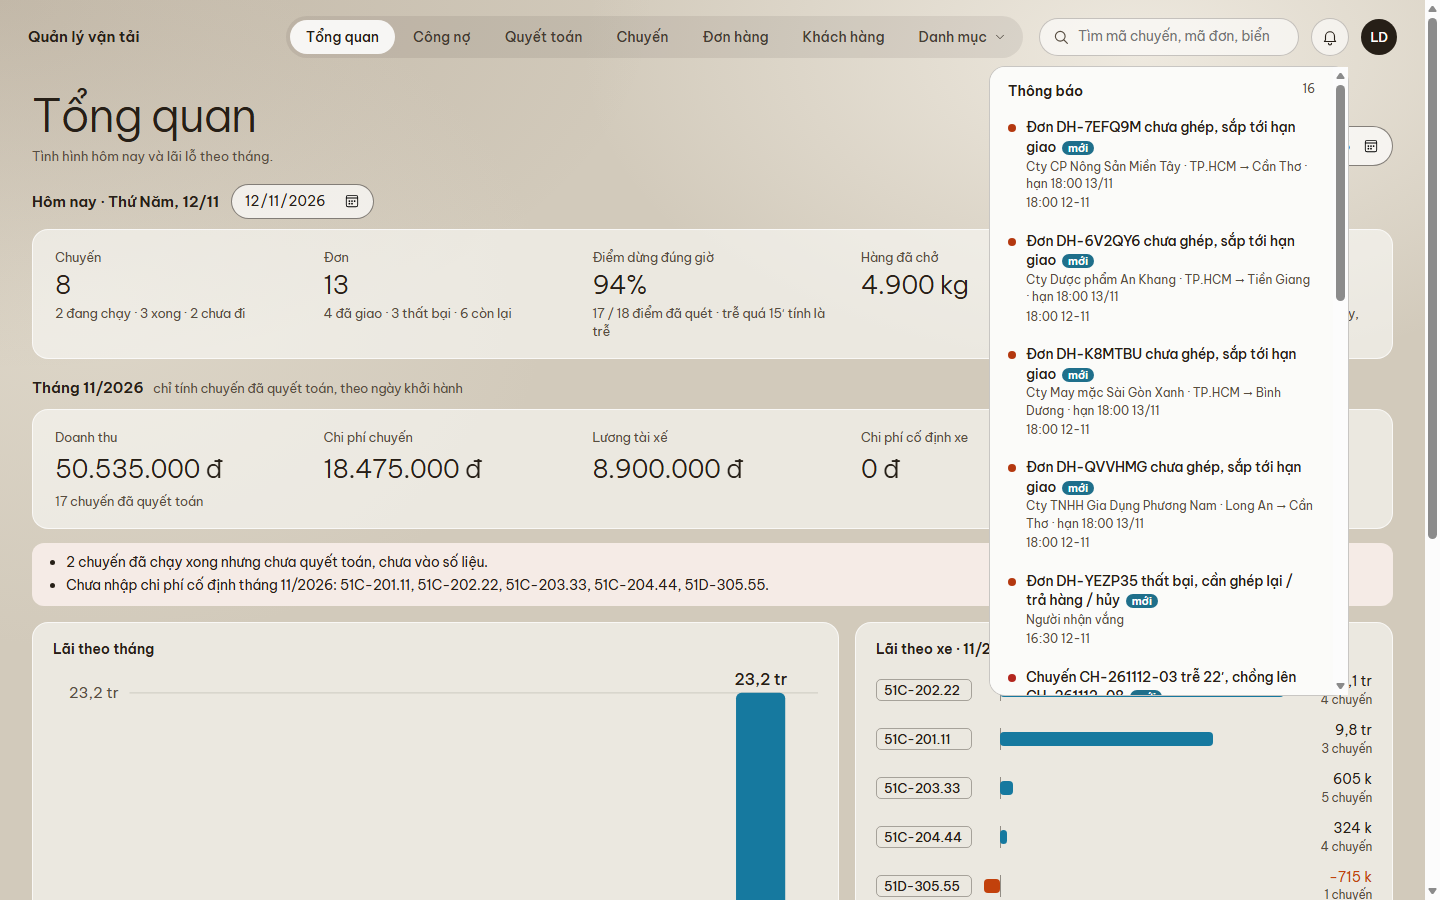 Quản lý vận tải
Tổng quan
Công nợ
Quyết toán
Chuyến
Đơn hàng
Khách hàng
Danh mục
Tìm mã chuyến, mã đơn, biển
LD
Tổng quan
Tình hình hôm nay và lãi lỗ theo tháng.
Hôm nay · Thứ Năm, 12/11
12/11/2026
Chuyến
8
2 đang chạy · 3 xong · 2 chưa đi
Đơn
13
4 đã giao · 3 thất bại · 6 còn lại
Điểm dừng đúng giờ
94%
17 / 18 điểm đã quét · trễ quá 15′ tính là
trễ
Hàng đã chở
4.900 kg
Tháng 11/2026 chỉ tính chuyến đã quyết toán, theo ngày khởi hành
Doanh thu
50.535.000 đ
17 chuyến đã quyết toán
Chi phí chuyến
18.475.000 đ
Lương tài xế
8.900.000 đ
Chi phí cố định xe
0 đ
• 2 chuyến đã chạy xong nhưng chưa quyết toán, chưa vào số liệu.
• Chưa nhập chi phí cố định tháng 11/2026: 51C-201.11, 51C-202.22, 51C-203.33, 51C-204.44, 51D-305.55.
Lãi theo tháng
23,2 tr
23,2 tr
Lãi theo xe · 11/2
51C-202.22
,1 tr
4 chuyến
51C-201.11
9,8 tr
3 chuyến
51C-203.33
605 k
5 chuyến
51C-204.44
324 k
4 chuyến
51D-305.55
−715 k
1 chuyến
Thông báo
16
Đơn DH-7EFQ9M chưa ghép, sắp tới hạn
giao mới
Cty CP Nông Sản Miền Tây · TP.HCM → Cần Thơ ·
hạn 18:00 13/11
18:00 12-11
Đơn DH-6V2QY6 chưa ghép, sắp tới hạn
giao mới
Cty Dược phẩm An Khang · TP.HCM → Tiền Giang
· hạn 18:00 13/11
18:00 12-11
Đơn DH-K8MTBU chưa ghép, sắp tới hạn
giao mới
Cty May mặc Sài Gòn Xanh · TP.HCM → Bình
Dương · hạn 18:00 13/11
18:00 12-11
Đơn DH-QVVHMG chưa ghép, sắp tới hạn
giao mới
Cty TNHH Gia Dụng Phương Nam · Long An → Cần
Thơ · hạn 18:00 13/11
18:00 12-11
Đơn DH-YEZP35 thất bại, cần ghép lại /
trả hàng / hủy mới
Người nhận vắng
16:30 12-11
Chuyến CH-261112-03 trễ 22′, chồng lên
CH-261112-08 mới